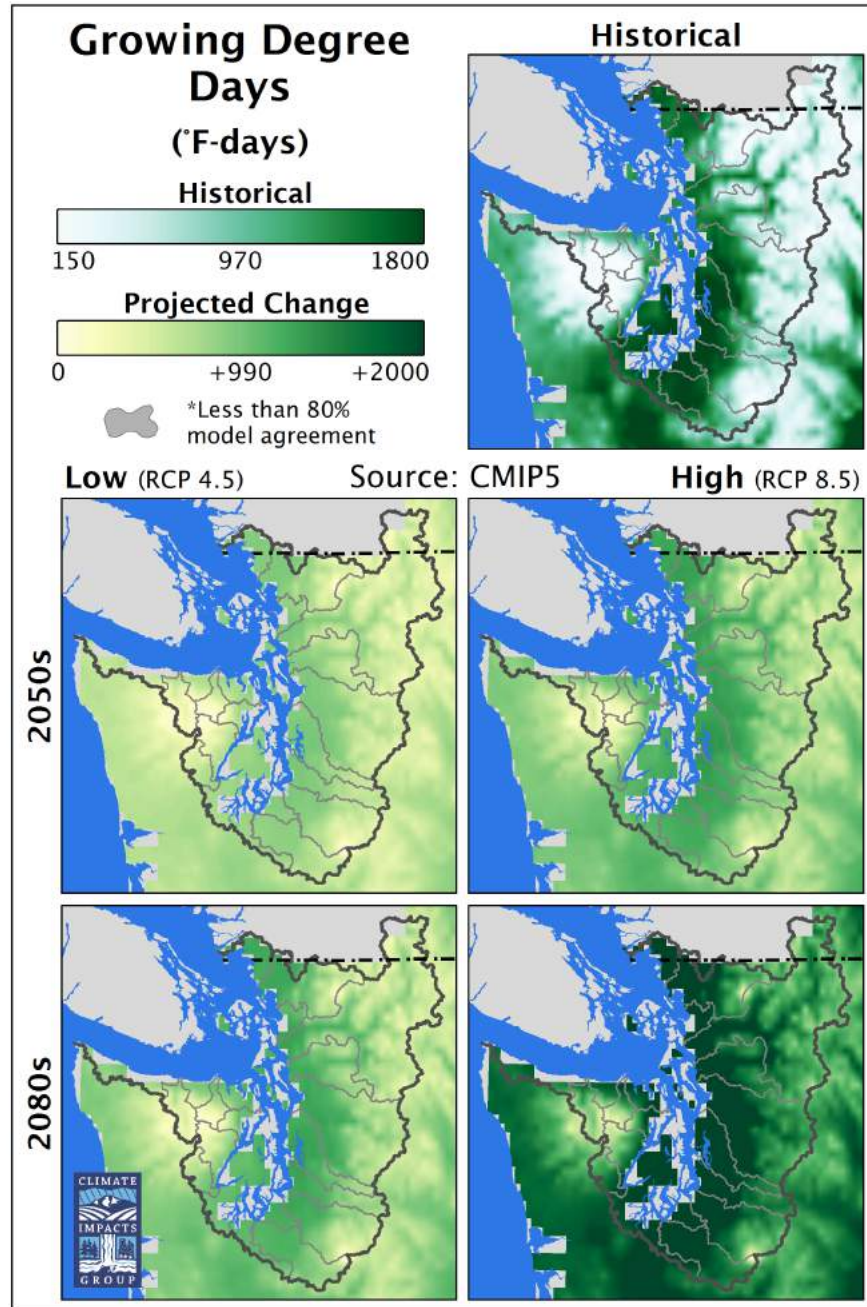 Growing Degree
Days
(°F-days)
Historical
150 970 1800
Projected Change
0 +990 +2000
*Less than 80%
model agreement
Historical
Low (RCP 4.5) Source: CMIP5 High (RCP 8.5)
2050s
2080s
CLIMATE
IMPACTS
GROUP